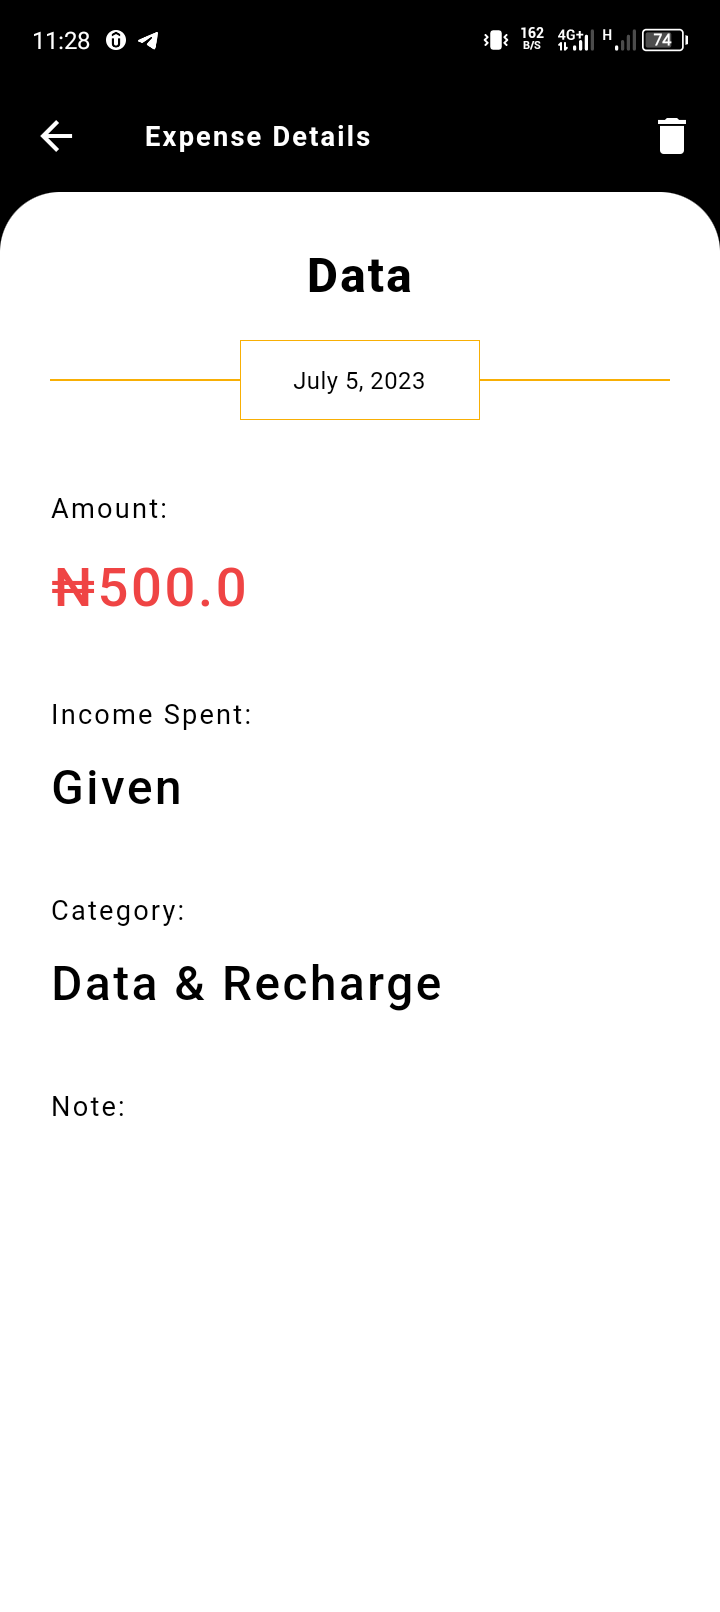 11:28 162 B/S 4G+ H 74
Expense Details
Data
July 5, 2023
Amount:
₦500.0
Income Spent:
Given
Category:
Data & Recharge
Note: